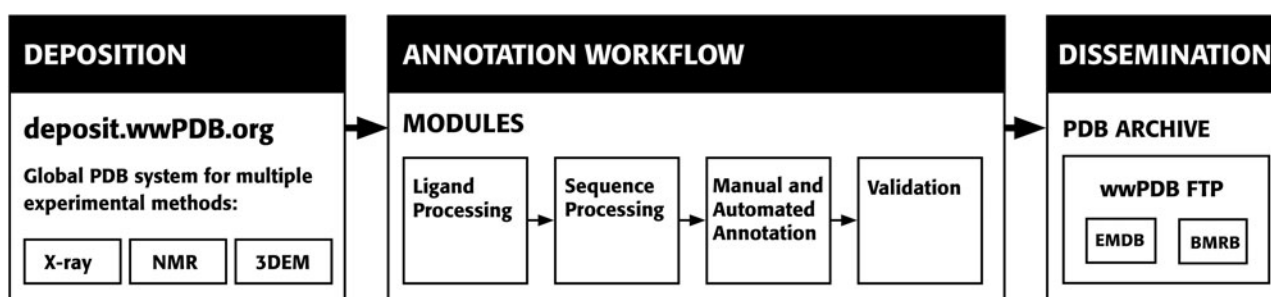 DEPOSITION
deposit.wwPDB.org
Global PDB system for multiple
experimental methods:
X-ray
NMR
3DEM
ANNOTATION WORKFLOW
MODULES
Ligand
Processing
Sequence
Processing
Manual and
Automated
Annotation
Validation
DISSEMINATION
PDB ARCHIVE
wwPDB FTP
EMDB
BMRB